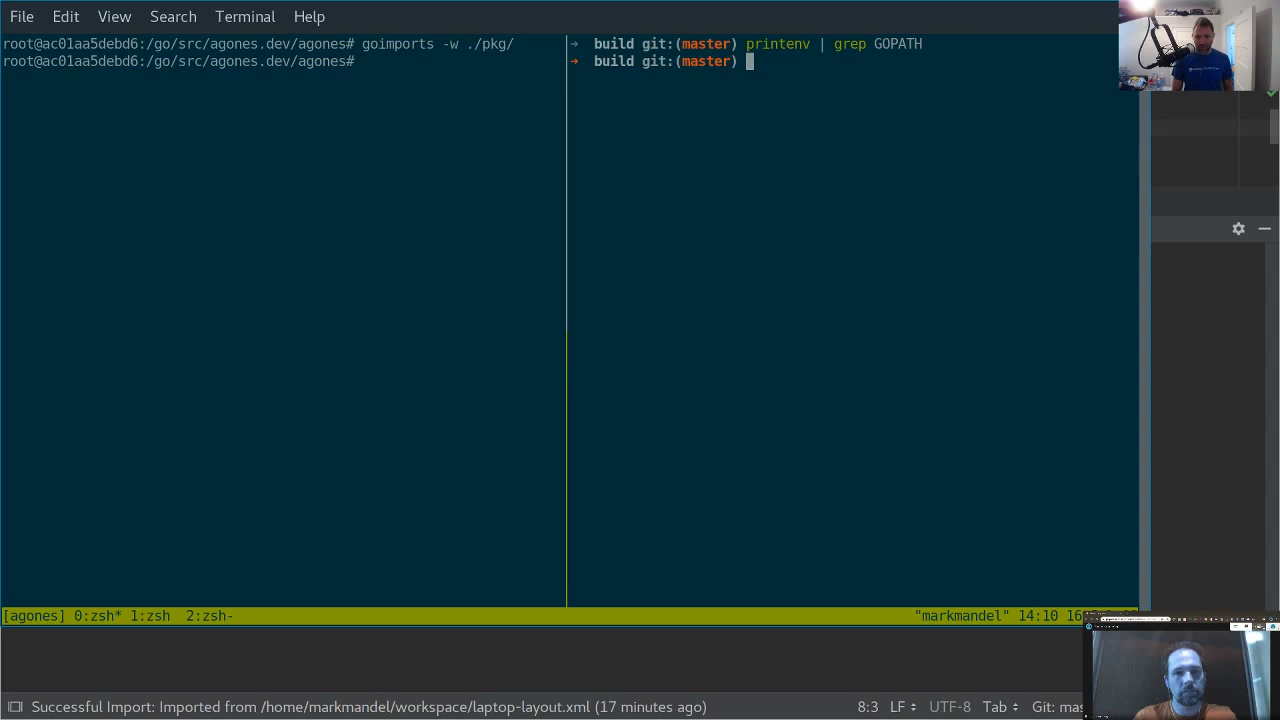 File Edit View Search Terminal Help
root@ac01aa5debd6:/go/src/agones.dev/agones# goimports -w ./pkg/
root@ac01aa5debd6:/go/src/agones.dev/agones#
➜ build git:(master) printenv | grep GOPATH
➜ build git:(master)
[agones] 0:zsh* 1:zsh 2:zsh-
"markmandel" 14:10 16
Successful Import: Imported from /home/markmandel/workspace/laptop-layout.xml (17 minutes ago)
8:3 LF UTF-8 Tab Git: mas